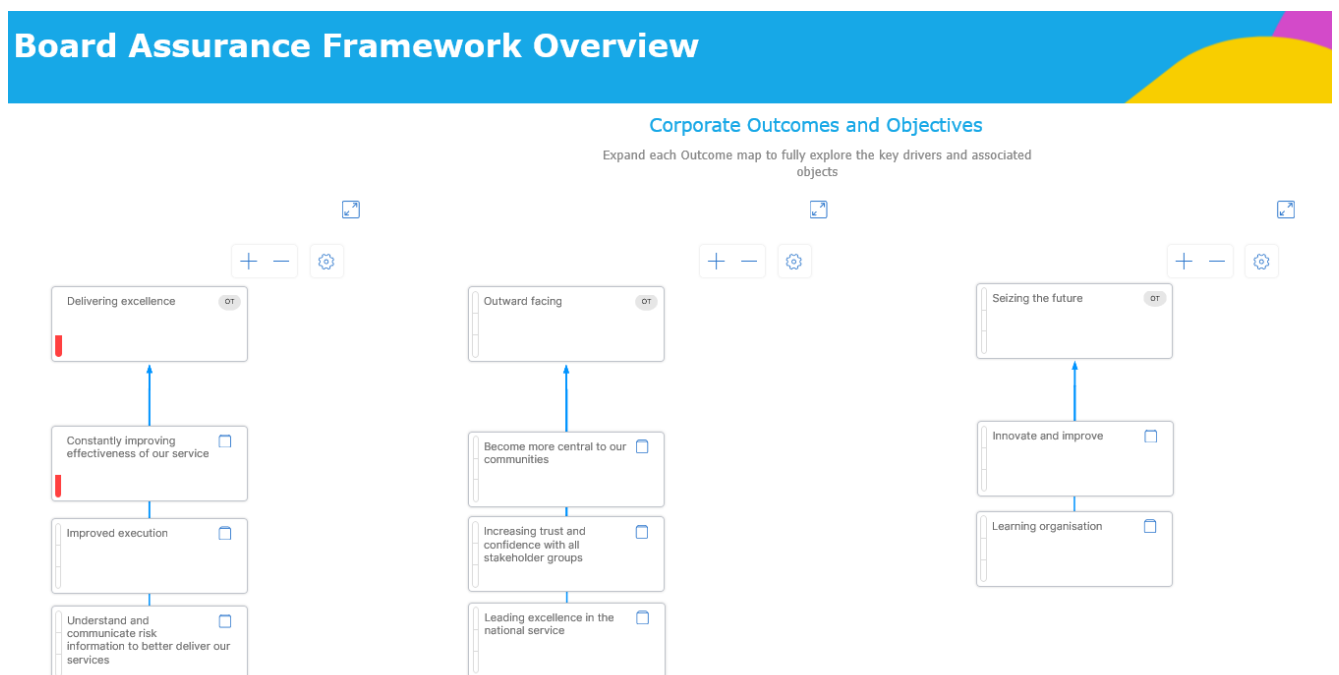 Board Assurance Framework Overview
Corporate Outcomes and Objectives
Expand each Outcome map to fully explore the key drivers and associated
objects
Delivering excellence
OT
Constantly improving
effectiveness of our service
Improved execution
Understand and
communicate risk
information to better deliver our
services
Outward facing
OT
Become more central to our
communities
Increasing trust and
confidence with all
stakeholder groups
Leading excellence in the
national service
Seizing the future
OT
Innovate and improve
Learning organisation